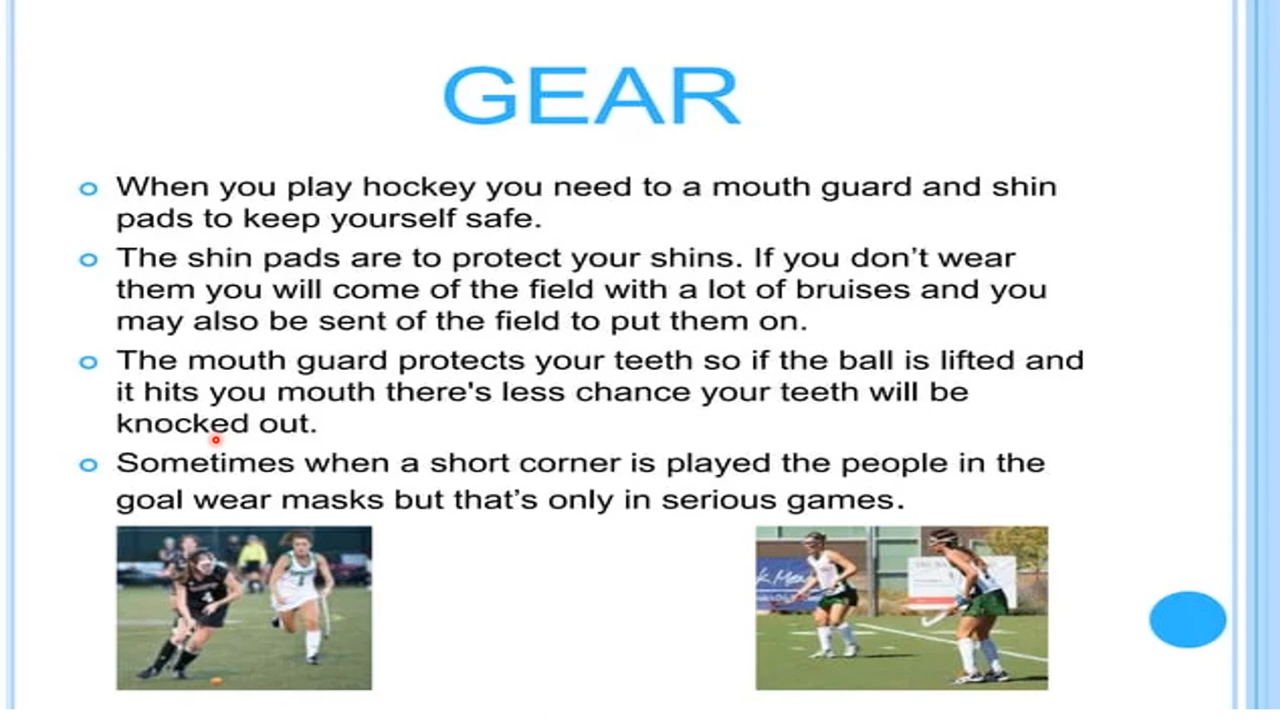 GEAR
When you play hockey you need to a mouth guard and shin
pads to keep yourself safe.
The shin pads are to protect your shins. If you don’t wear
them you will come of the field with a lot of bruises and you
may also be sent of the field to put them on.
The mouth guard protects your teeth so if the ball is lifted and
it hits you mouth there's less chance your teeth will be
knocked out.
Sometimes when a short corner is played the people in the
goal wear masks but that’s only in serious games.